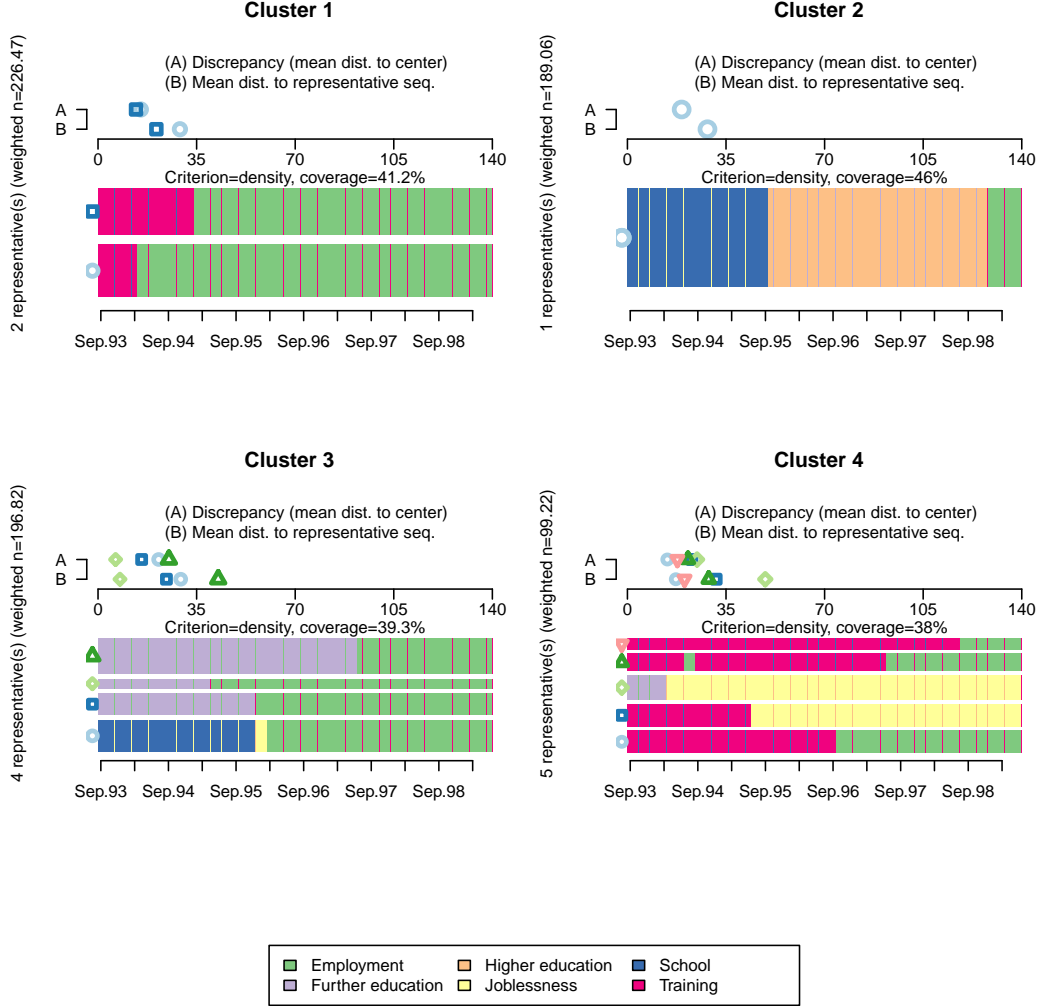 Cluster 1
2 representative(s) (weighted n=226.47)
(A) Discrepancy (mean dist. to center)
(B) Mean dist. to representative seq.
A
B
0 35 70 105 140
Criterion=density, coverage=41.2%
Sep.93 Sep.94 Sep.95 Sep.96 Sep.97 Sep.98
Cluster 2
1 representative(s) (weighted n=189.06)
(A) Discrepancy (mean dist. to center)
(B) Mean dist. to representative seq.
A
B
0 35 70 105 140
Criterion=density, coverage=46%
Sep.93 Sep.94 Sep.95 Sep.96 Sep.97 Sep.98
Cluster 3
4 representative(s) (weighted n=196.82)
(A) Discrepancy (mean dist. to center)
(B) Mean dist. to representative seq.
A
B
0 35 70 105 140
Criterion=density, coverage=39.3%
Sep.93 Sep.94 Sep.95 Sep.96 Sep.97 Sep.98
Cluster 4
5 representative(s) (weighted n=99.22)
(A) Discrepancy (mean dist. to center)
(B) Mean dist. to representative seq.
A
B
0 35 70 105 140
Criterion=density, coverage=38%
Sep.93 Sep.94 Sep.95 Sep.96 Sep.97 Sep.98
Employment Higher education School
Further education Joblessness Training